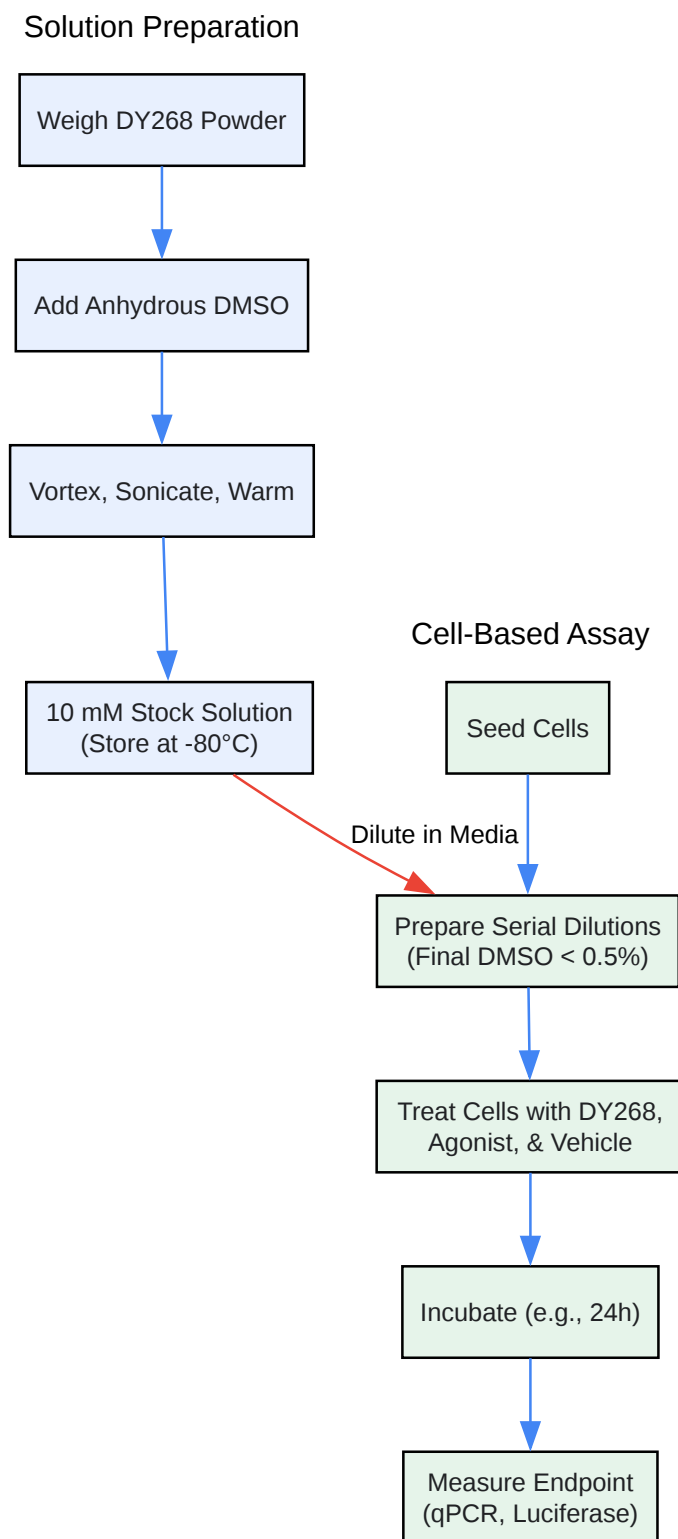 Solution Preparation
Weigh DY268 Powder
Add Anhydrous DMSO
Vortex, Sonicate, Warm
10 mM Stock Solution
(Store at -80°C)
Cell-Based Assay
Seed Cells
Dilute in Media
Prepare Serial Dilutions
(Final DMSO < 0.5%)
Treat Cells with DY268,
Agonist, & Vehicle
Incubate (e.g., 24h)
Measure Endpoint
(qPCR, Luciferase)